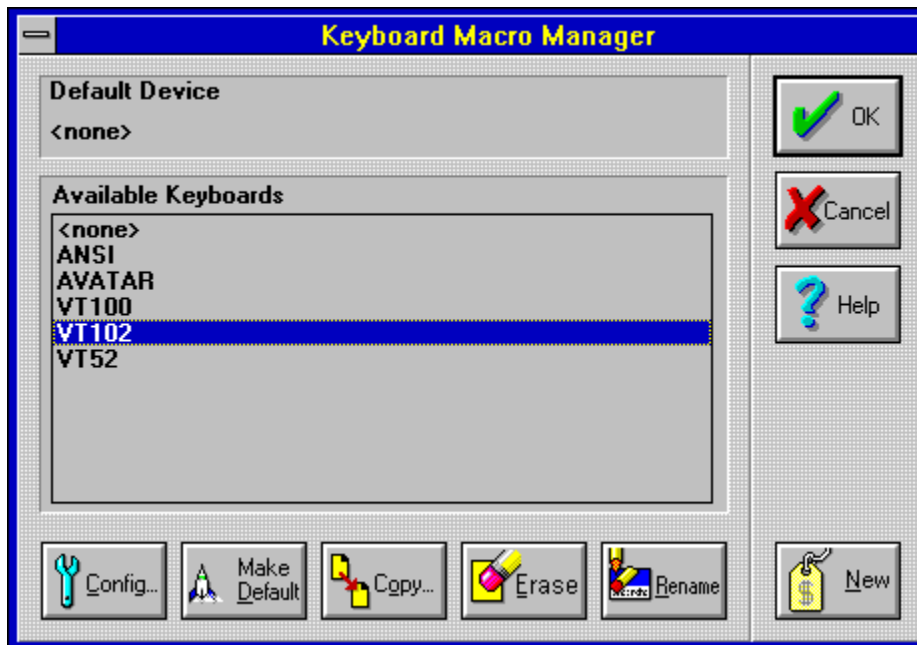 Keyboard Macro Manager
Default Device
<none>
Available Keyboards
<none>
ANSI
AVATAR
VT100
VT102
VT52
OK
Cancel
Help
Config...
Make
Default
Copy...
Erase
Rename
New